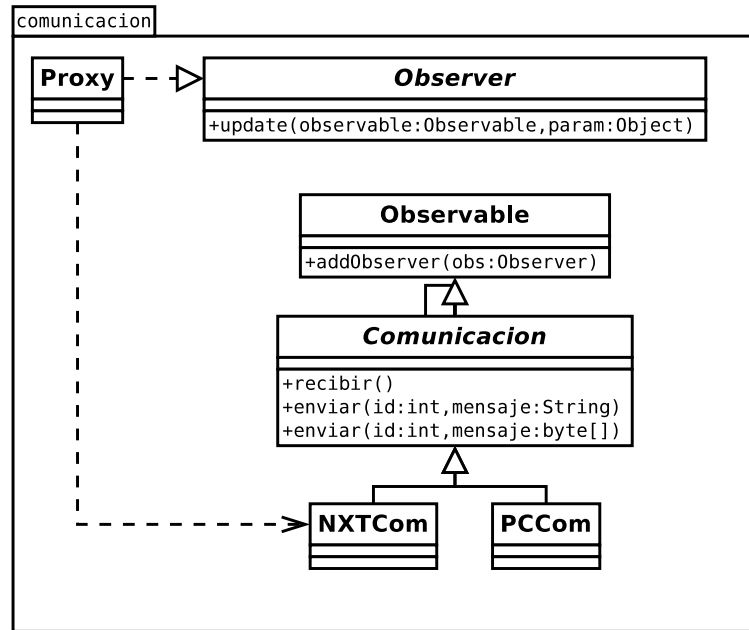 comunicacion
Proxy
Observer
+update(observable:Observable,param:Object)
Observable
+addObserver(obs:Observer)
Comunicacion
+recibir()
+enviar(id:int,mensaje:String)
+enviar(id:int,mensaje:byte[])
NXTCom
PCCom